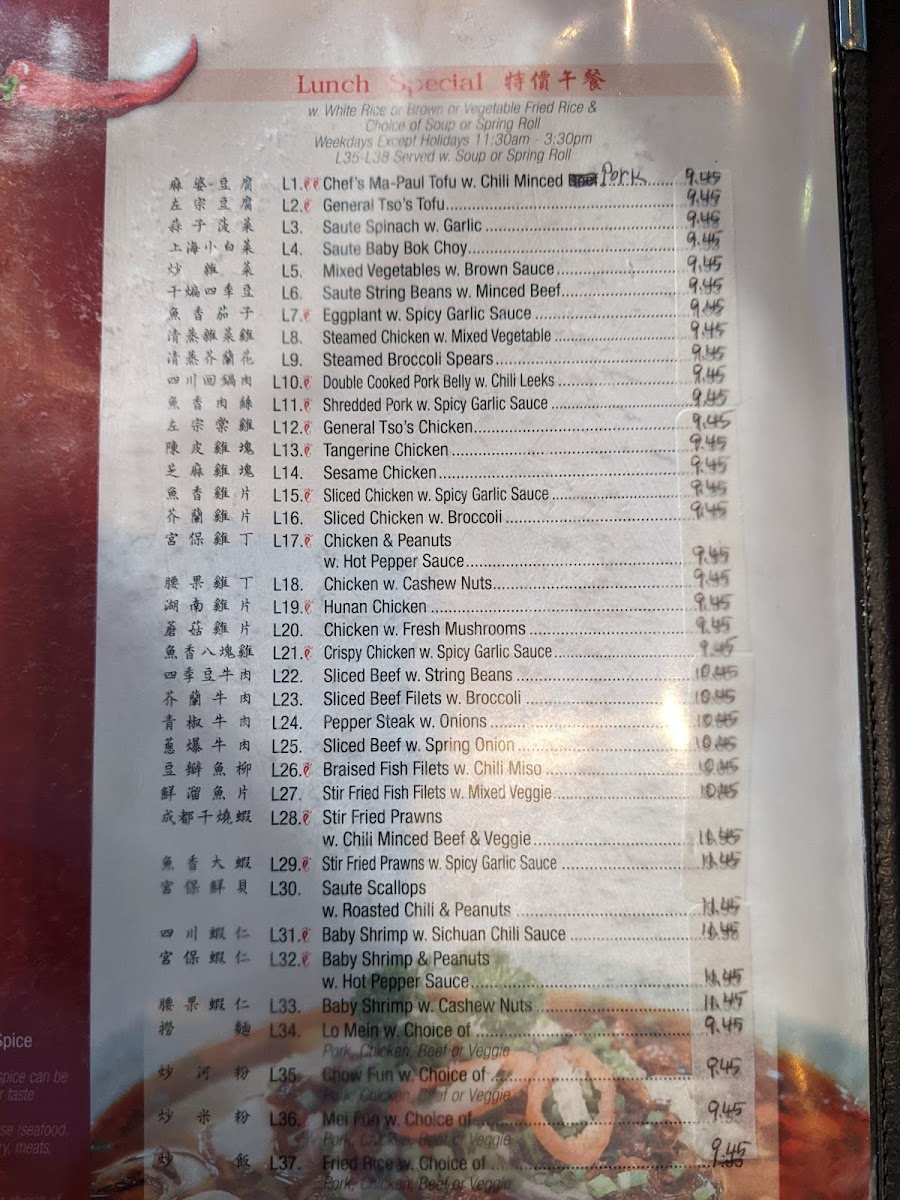 Lunch Special 特價午餐
w. White Rice or Brown or Vegetable Fried Rice &
Choice of Soup or Spring Roll
Weekdays Except Holidays 11:30am - 3:30pm
L35-L38 Served w. Soup or Spring Roll
麻婆豆腐 L1. Chef's Ma-Paul Tofu w. Chili Minced Pork 9.45
左宗豆腐 L2. General Tso's Tofu 9.45
蒜子菠菜 L3. Saute Spinach w. Garlic 9.45
上海小白菜 L4. Saute Baby Bok Choy 9.45
炒雜菜 L5. Mixed Vegetables w. Brown Sauce 9.45
干煸四季豆 L6. Saute String Beans w. Minced Beef 9.45
魚香茄子 L7. Eggplant w. Spicy Garlic Sauce 9.45
清蒸雜菜雞 L8. Steamed Chicken w. Mixed Vegetable 9.45
清蒸芥蘭花 L9. Steamed Broccoli Spears 9.45
四川回鍋肉 L10. Double Cooked Pork Belly w. Chili Leeks 9.45
魚香肉絲 L11. Shredded Pork w. Spicy Garlic Sauce 9.45
左宗棠雞 L12. General Tso's Chicken 9.45
陳皮雞塊 L13. Tangerine Chicken 9.45
芝麻雞塊 L14. Sesame Chicken 9.45
魚香雞片 L15. Sliced Chicken w. Spicy Garlic Sauce 9.45
芥蘭雞片 L16. Sliced Chicken w. Broccoli 9.45
宮保雞丁 L17. Chicken & Peanuts
w. Hot Pepper Sauce 9.45
腰果雞丁 L18. Chicken w. Cashew Nuts 9.45
湖南雞片 L19. Hunan Chicken 9.45
蘑菇雞片 L20. Chicken w. Fresh Mushrooms 9.45
魚香八塊雞 L21. Crispy Chicken w. Spicy Garlic Sauce 9.45
四季豆牛肉 L22. Sliced Beef w. String Beans 10.45
芥蘭牛肉 L23. Sliced Beef Filets w. Broccoli 10.45
青椒牛肉 L24. Pepper Steak w. Onions 10.45
蔥爆牛肉 L25. Sliced Beef w. Spring Onion 10.45
豆瓣魚柳 L26. Braised Fish Filets w. Chili Miso 10.45
鮮溜魚片 L27. Stir Fried Fish Filets w. Mixed Veggie 10.45
成都干燒蝦 L28. Stir Fried Prawns
w. Chili Minced Beef & Veggie 11.45
魚香大蝦 L29. Stir Fried Prawns w. Spicy Garlic Sauce 11.45
宮保鮮貝 L30. Saute Scallops
w. Roasted Chili & Peanuts 11.45
四川蝦仁 L31. Baby Shrimp w. Sichuan Chili Sauce 11.45
宮保蝦仁 L32. Baby Shrimp & Peanuts
w. Hot Pepper Sauce 11.45
腰果蝦仁 L33. Baby Shrimp w. Cashew Nuts 11.45
撈麵 L34. Lo Mein w. Choice of 9.45
Pork, Chicken, Beef or Veggie
炒河粉 L35. Chow Fun w. Choice of 9.45
Pork, Chicken, Beef or Veggie
炒米粉 L36. Mei Fun w. Choice of 9.45
Pork, Chicken, Beef or Veggie
炒飯 L37. Fried Rice w. Choice of 9.45
Pork, Chicken, Beef or Veggie
Spice
spice can be
taste
(seafood,
meats,